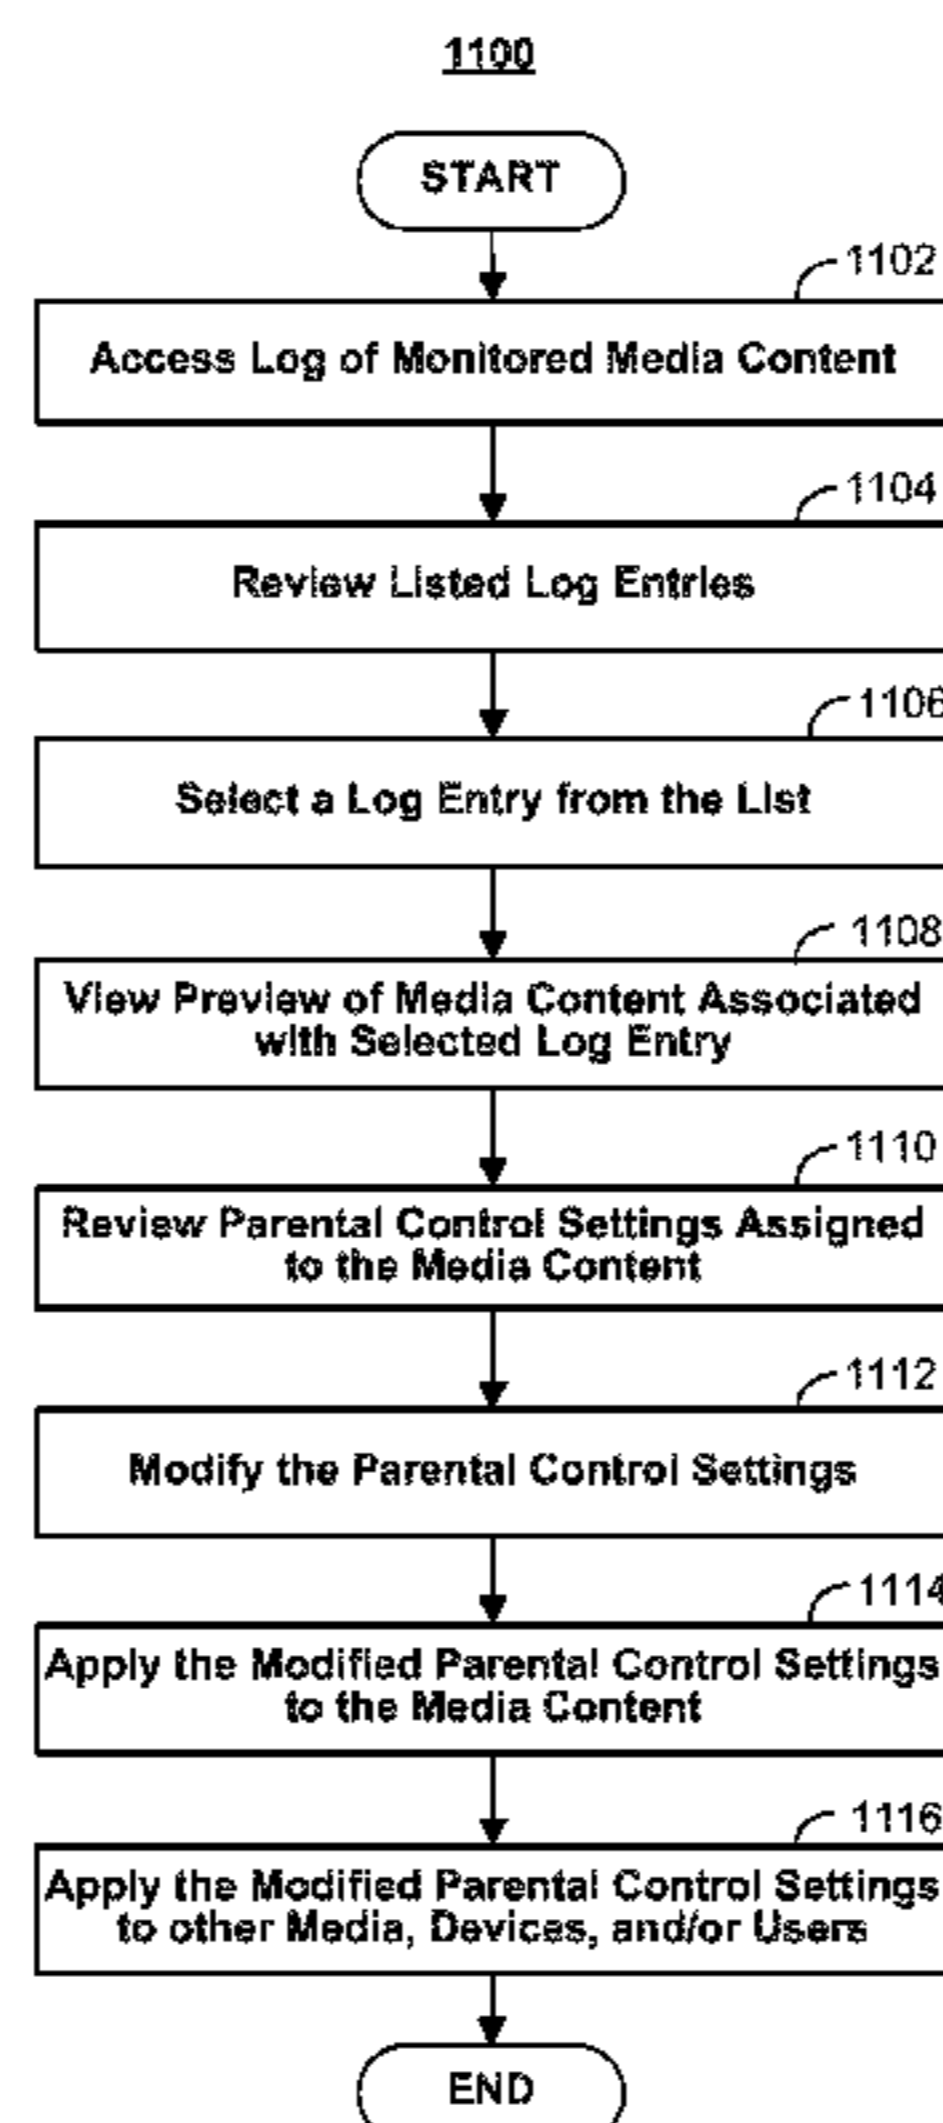 1100
START
1102
Access Log of Monitored Media Content
1104
Review Listed Log Entries
1106
Select a Log Entry from the List
1108
View Preview of Media Content Associated
with Selected Log Entry
1110
Review Parental Control Settings Assigned
to the Media Content
1112
Modify the Parental Control Settings
1114
Apply the Modified Parental Control Settings
to the Media Content
1116
Apply the Modified Parental Control Settings
to other Media, Devices, and/or Users
END